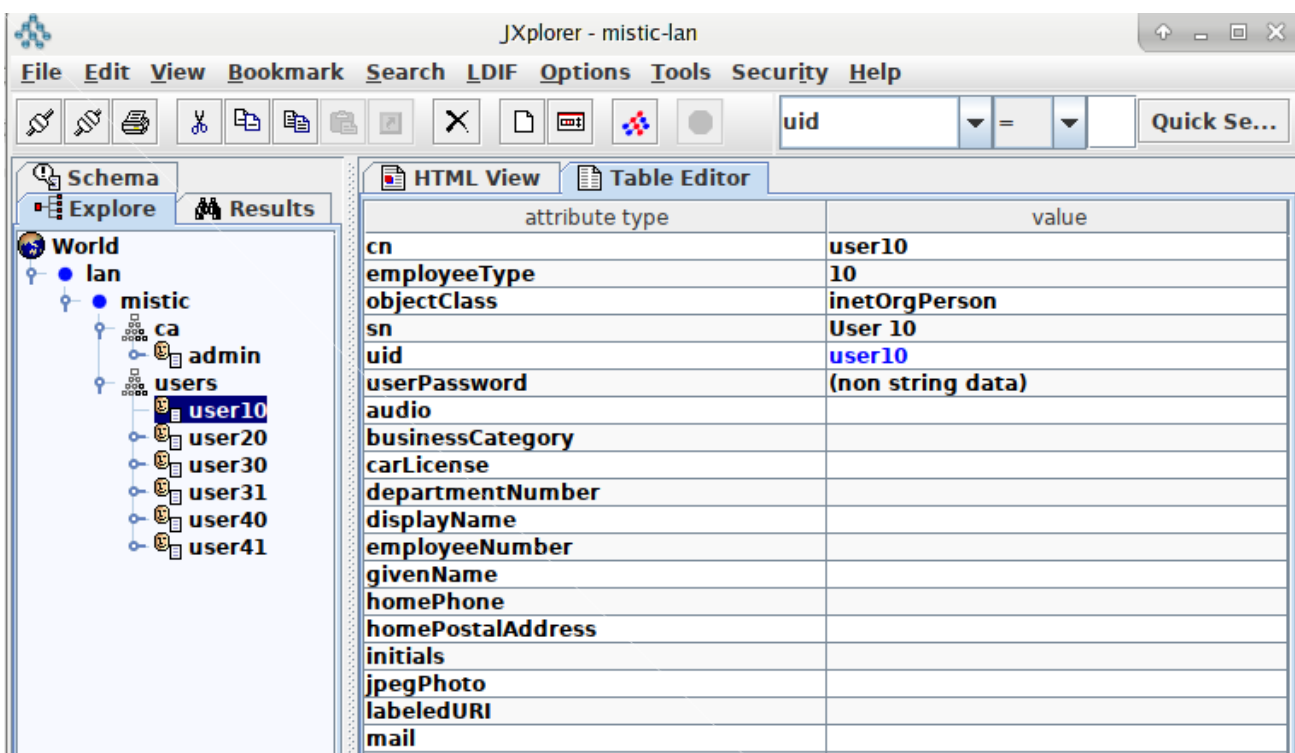 JXplorer - mistic-lan
File Edit View Bookmark Search LDIF Options Tools Security Help
uid = Quick Se...
Schema
Explore Results
World
lan
mistic
ca
admin
users
user10
user20
user30
user31
user40
user41
HTML View Table Editor
attribute type value
cn user10
employeeType 10
objectClass inetOrgPerson
sn User 10
uid user10
userPassword (non string data)
audio
businessCategory
carLicense
departmentNumber
displayName
employeeNumber
givenName
homePhone
homePostalAddress
initials
jpegPhoto
labeledURI
mail